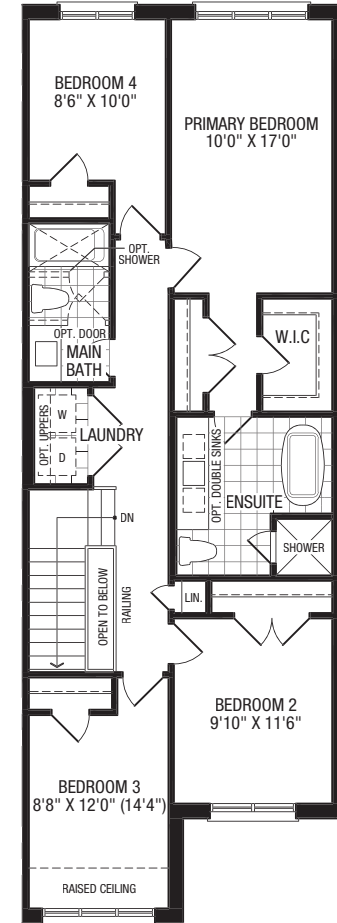 BEDROOM 4
8'6" X 10'0"
PRIMARY BEDROOM
10'0" X 17'0"
OPT.
SHOWER
OPT. DOOR
MAIN
BATH
W.I.C
OPT. UPPERS
W
D
LAUNDRY
OPT. DOUBLE SINKS
ENSUITE
SHOWER
DN
OPEN TO BELOW
RAILING
LIN.
BEDROOM 2
9'10" X 11'6"
BEDROOM 3
8'8" X 12'0" (14'4")
RAISED CEILING